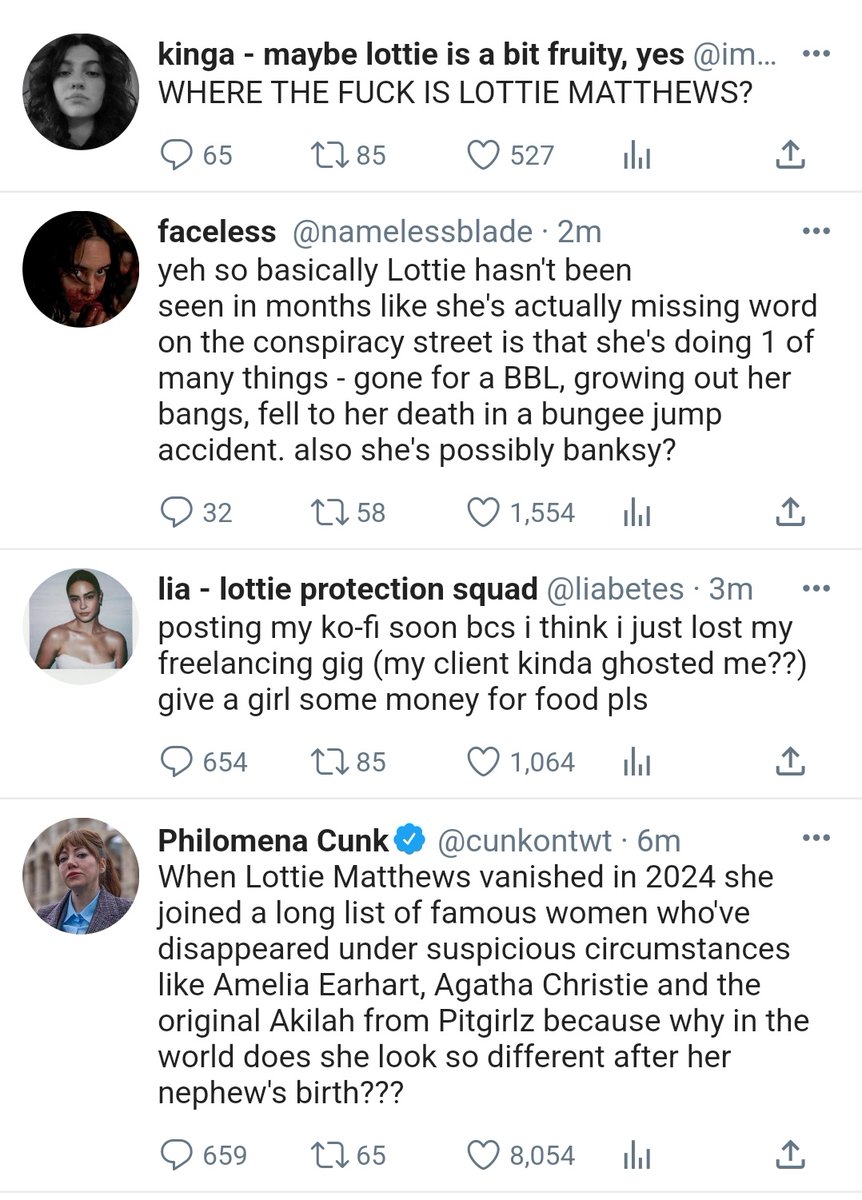 kinga - maybe lottie is a bit fruity, yes @im...
WHERE THE FUCK IS LOTTIE MATTHEWS?
65 85 527
faceless @namelessblade · 2m
yeh so basically Lottie hasn't been
seen in months like she's actually missing word
on the conspiracy street is that she's doing 1 of
many things - gone for a BBL, growing out her
bangs, fell to her death in a bungee jump
accident. also she's possibly banksy?
32 58 1,554
lia - lottie protection squad @liabetes · 3m
posting my ko-fi soon bcs i think i just lost my
freelancing gig (my client kinda ghosted me??)
give a girl some money for food pls
654 85 1,064
Philomena Cunk @cunkontwt · 6m
When Lottie Matthews vanished in 2024 she
joined a long list of famous women who've
disappeared under suspicious circumstances
like Amelia Earhart, Agatha Christie and the
original Akilah from Pitgirlz because why in the
world does she look so different after her
nephew's birth???
659 65 8,054